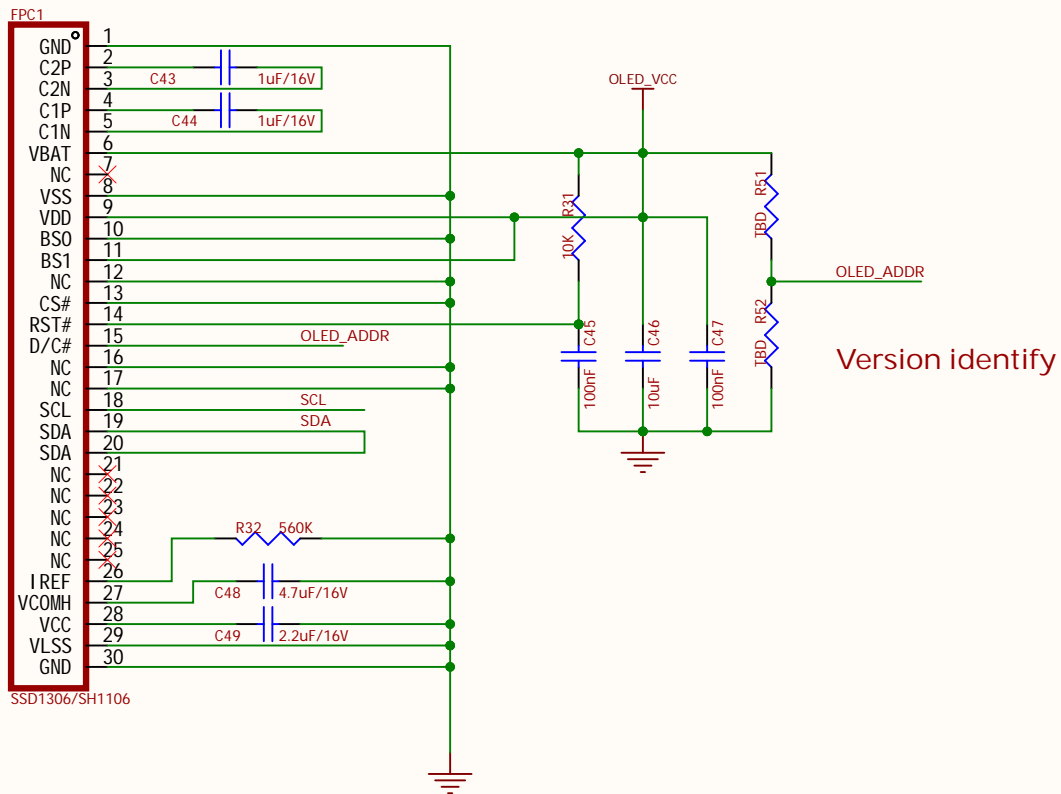 FPC1
GND 1
C2P 2
C43 1uF/16V
C2N 3
C1P 4
C44 1uF/16V
C1N 5
VBAT 6
NC 7
VSS 8
VDD 9
BS0 10
BS1 11
NC 12
CS# 13
RST# 14
D/C# 15 OLED_ADDR
NC 16
NC 17
SCL 18 SCL
SDA 19 SDA
SDA 20
NC 21
NC 22
NC 23
NC 24
NC 25
R32 560K
IREF 26
C48 4.7uF/16V
VCOMH 27
VCC 28
C49 2.2uF/16V
VLSS 29
GND 30
SSD1306/SH1106
OLED_VCC
R31
10K
R51
TBD
OLED_ADDR
R52
TBD
C45
100nF
C46
10uF
C47
100nF
Version identify